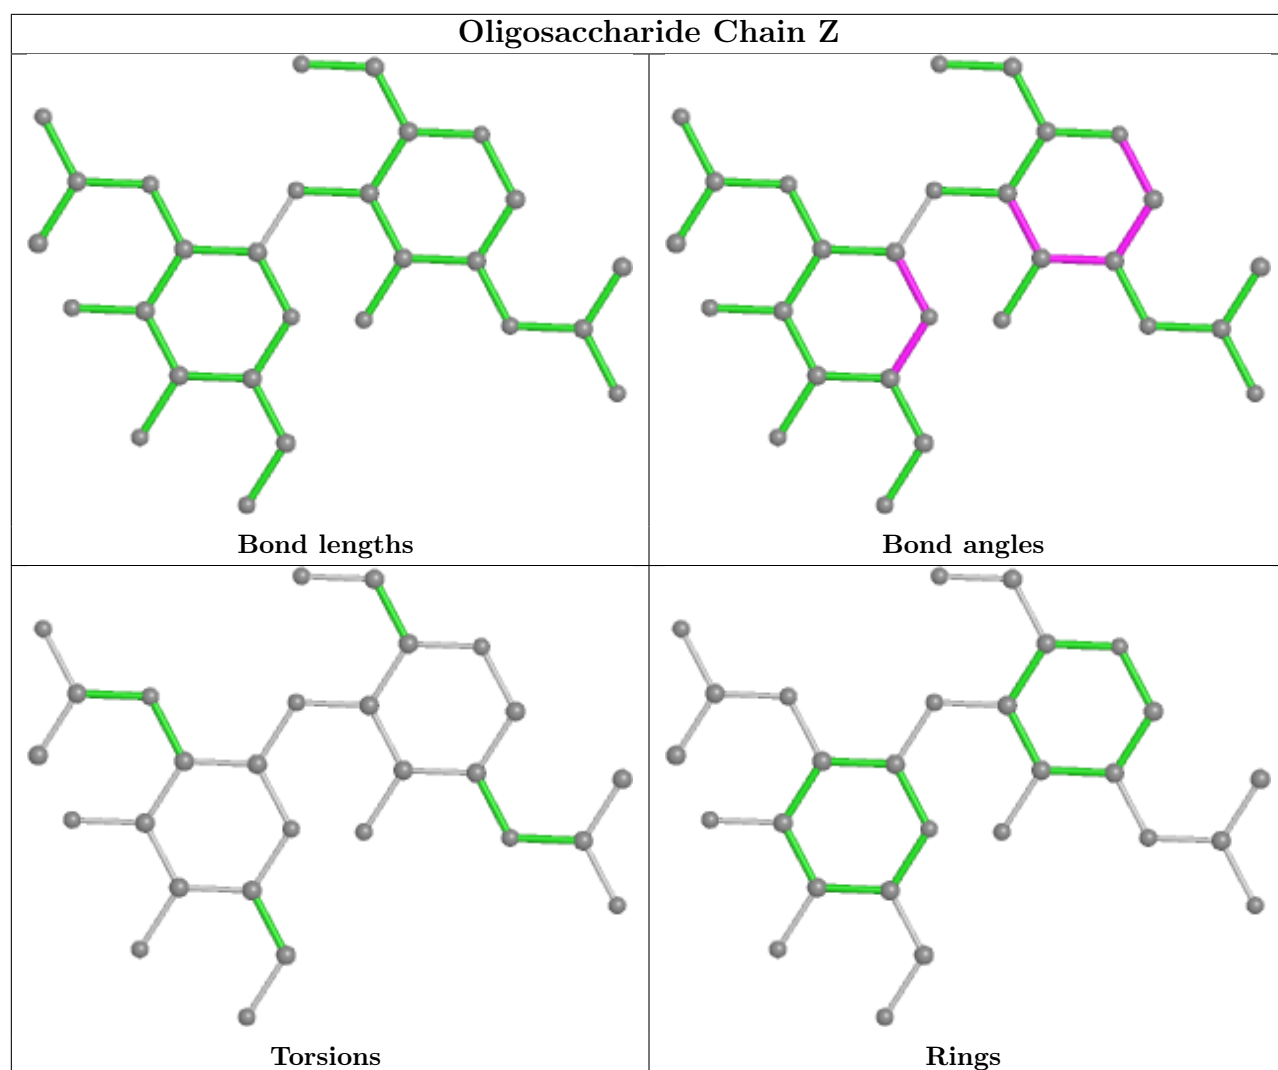 Oligosaccharide Chain Z
Bond lengths
Bond angles
Torsions
Rings